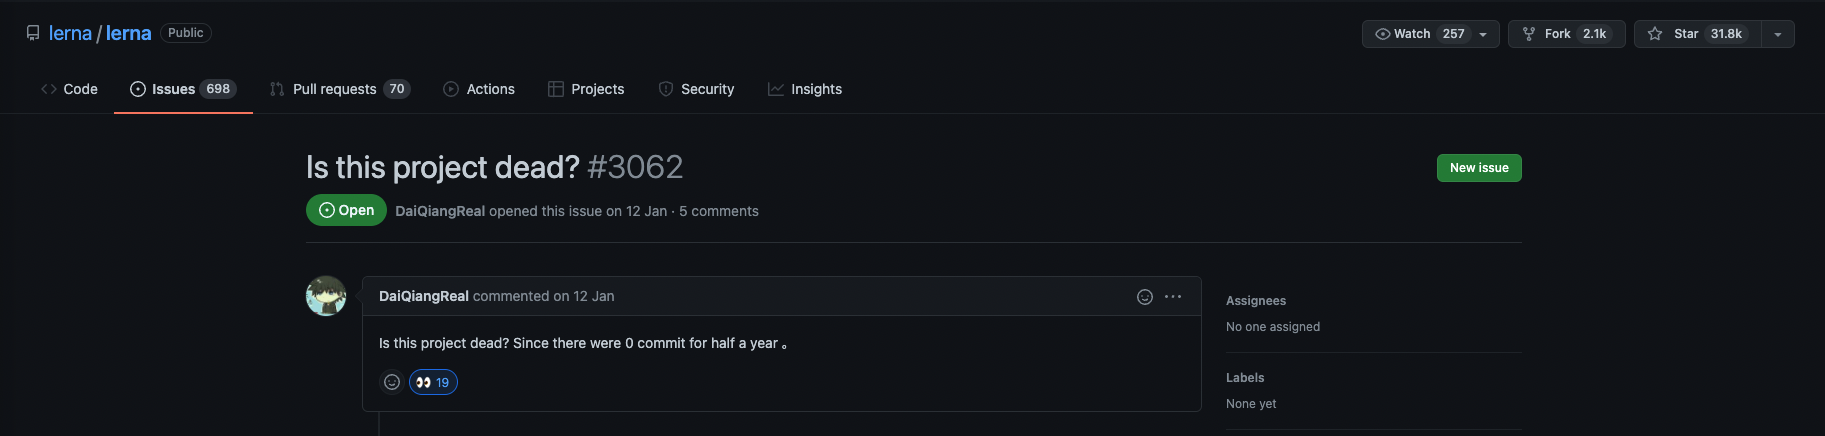 lerna / lerna Public
Watch 257 Fork 2.1k Star 31.8k
Code Issues 698 Pull requests 70 Actions Projects Security Insights
Is this project dead? #3062
New issue
Open DaiQiangReal opened this issue on 12 Jan · 5 comments
DaiQiangReal commented on 12 Jan
Is this project dead? Since there were 0 commit for half a year 。
19
Assignees
No one assigned
Labels
None yet